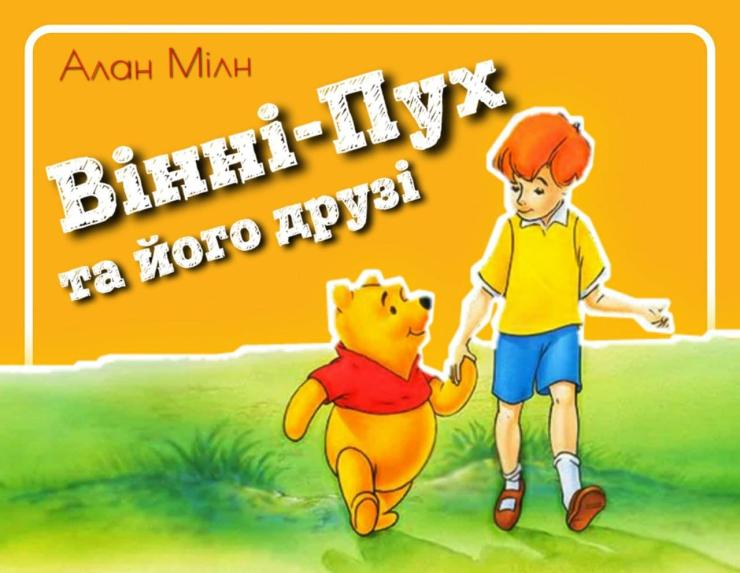 Алан Мілн
Вінні-Пух
та його друзі